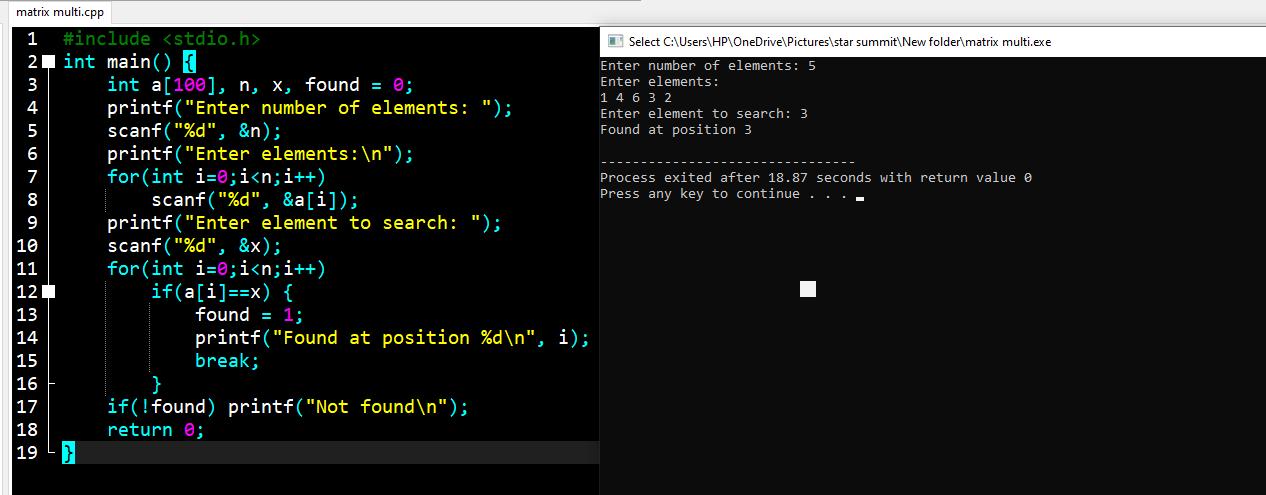 matrix multi.cpp
1 #include <stdio.h>
2 int main() {
3 int a[100], n, x, found = 0;
4 printf("Enter number of elements: ");
5 scanf("%d", &n);
6 printf("Enter elements:\n");
7 for(int i=0;i<n;i++)
8 scanf("%d", &a[i]);
9 printf("Enter element to search: ");
10 scanf("%d", &x);
11 for(int i=0;i<n;i++)
12 if(a[i]==x) {
13 found = 1;
14 printf("Found at position %d\n", i);
15 break;
16 }
17 if(!found) printf("Not found\n");
18 return 0;
19 }
Select C:\Users\HP\OneDrive\Pictures\star summit\New folder\matrix multi.exe
Enter number of elements: 5
Enter elements:
1 4 6 3 2
Enter element to search: 3
Found at position 3
--------------------------------
Process exited after 18.87 seconds with return value 0
Press any key to continue . . .